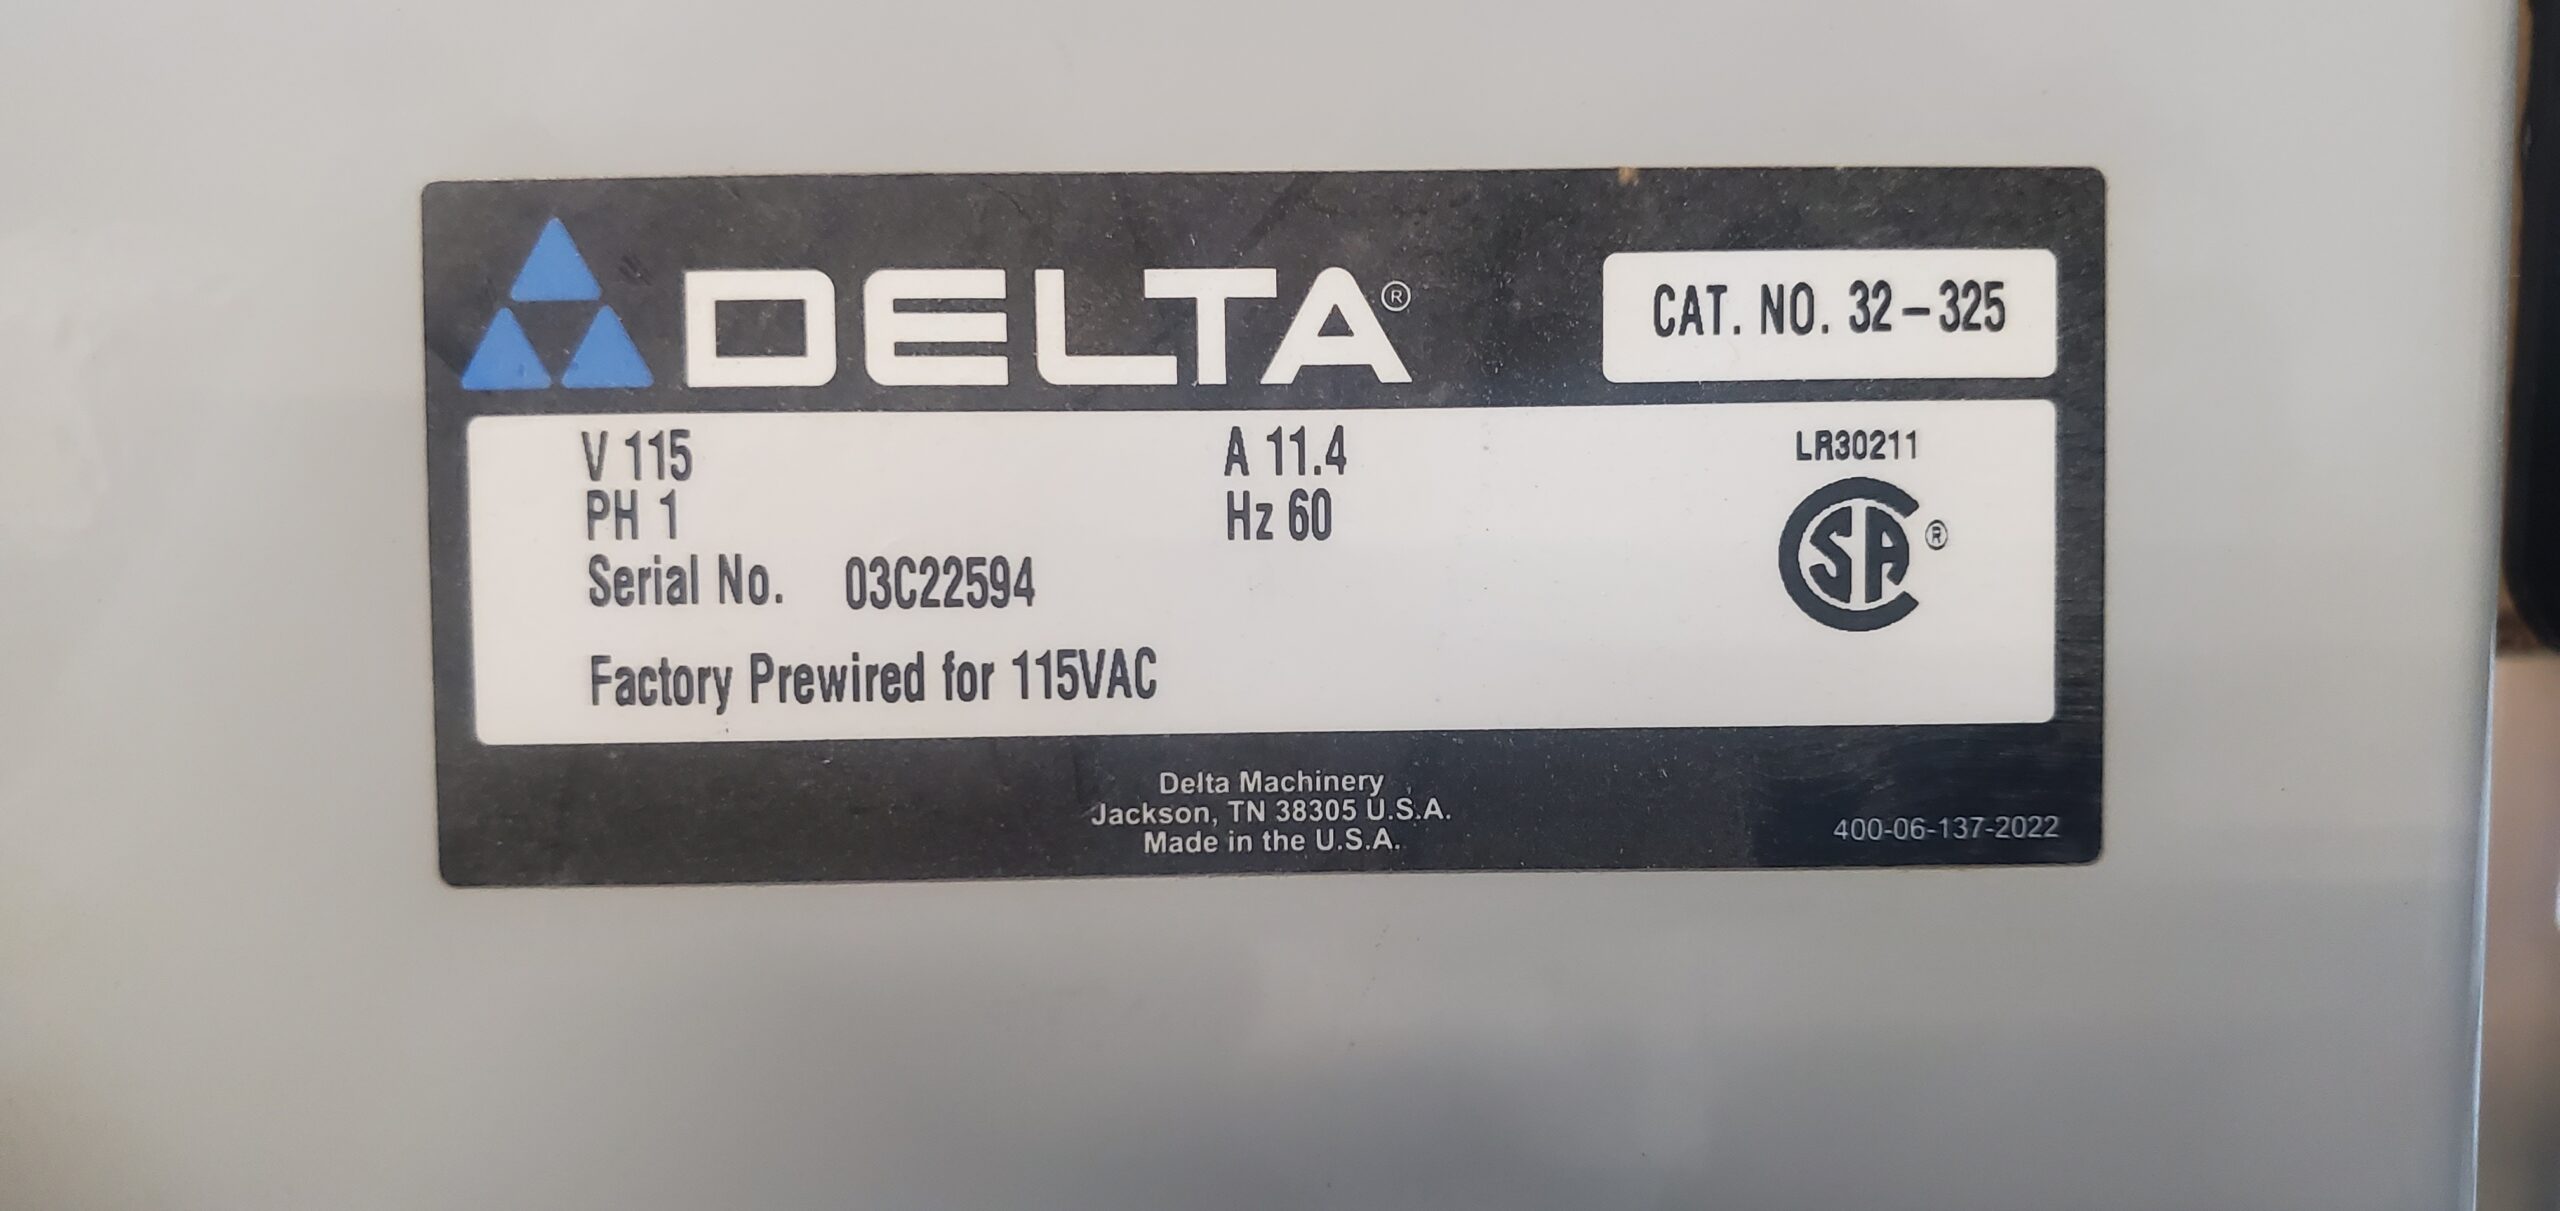 DELTA®
CAT. NO. 32-325
V 115
A 11.4
LR30211
PH 1
Hz 60
SA ®
Serial No. 03C22594
Factory Prewired for 115VAC
Delta Machinery
Jackson, TN 38305 U.S.A.
Made in the U.S.A.
400-06-137-2022